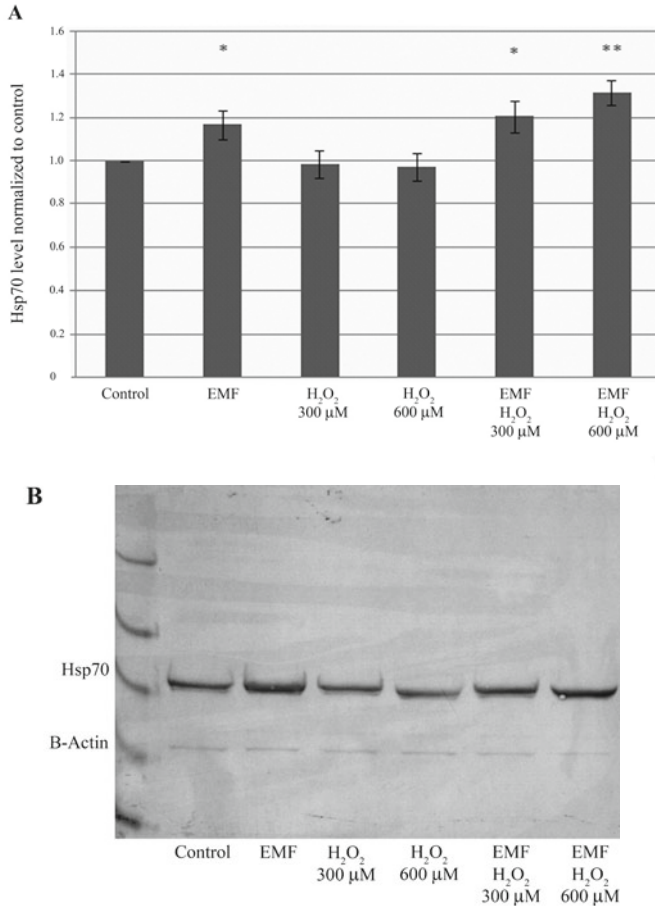 A
Hsp70 level normalized to control
1.6
1.4
1.2
1.0
0.8
0.6
0.4
0.2
0
*
*
**
Control
EMF
H₂O₂
300 µM
H₂O₂
600 µM
EMF
H₂O₂
300 µM
EMF
H₂O₂
600 µM
B
Hsp70
B-Actin
Control
EMF
H₂O₂
300 µM
H₂O₂
600 µM
EMF
H₂O₂
300 µM
EMF
H₂O₂
600 µM